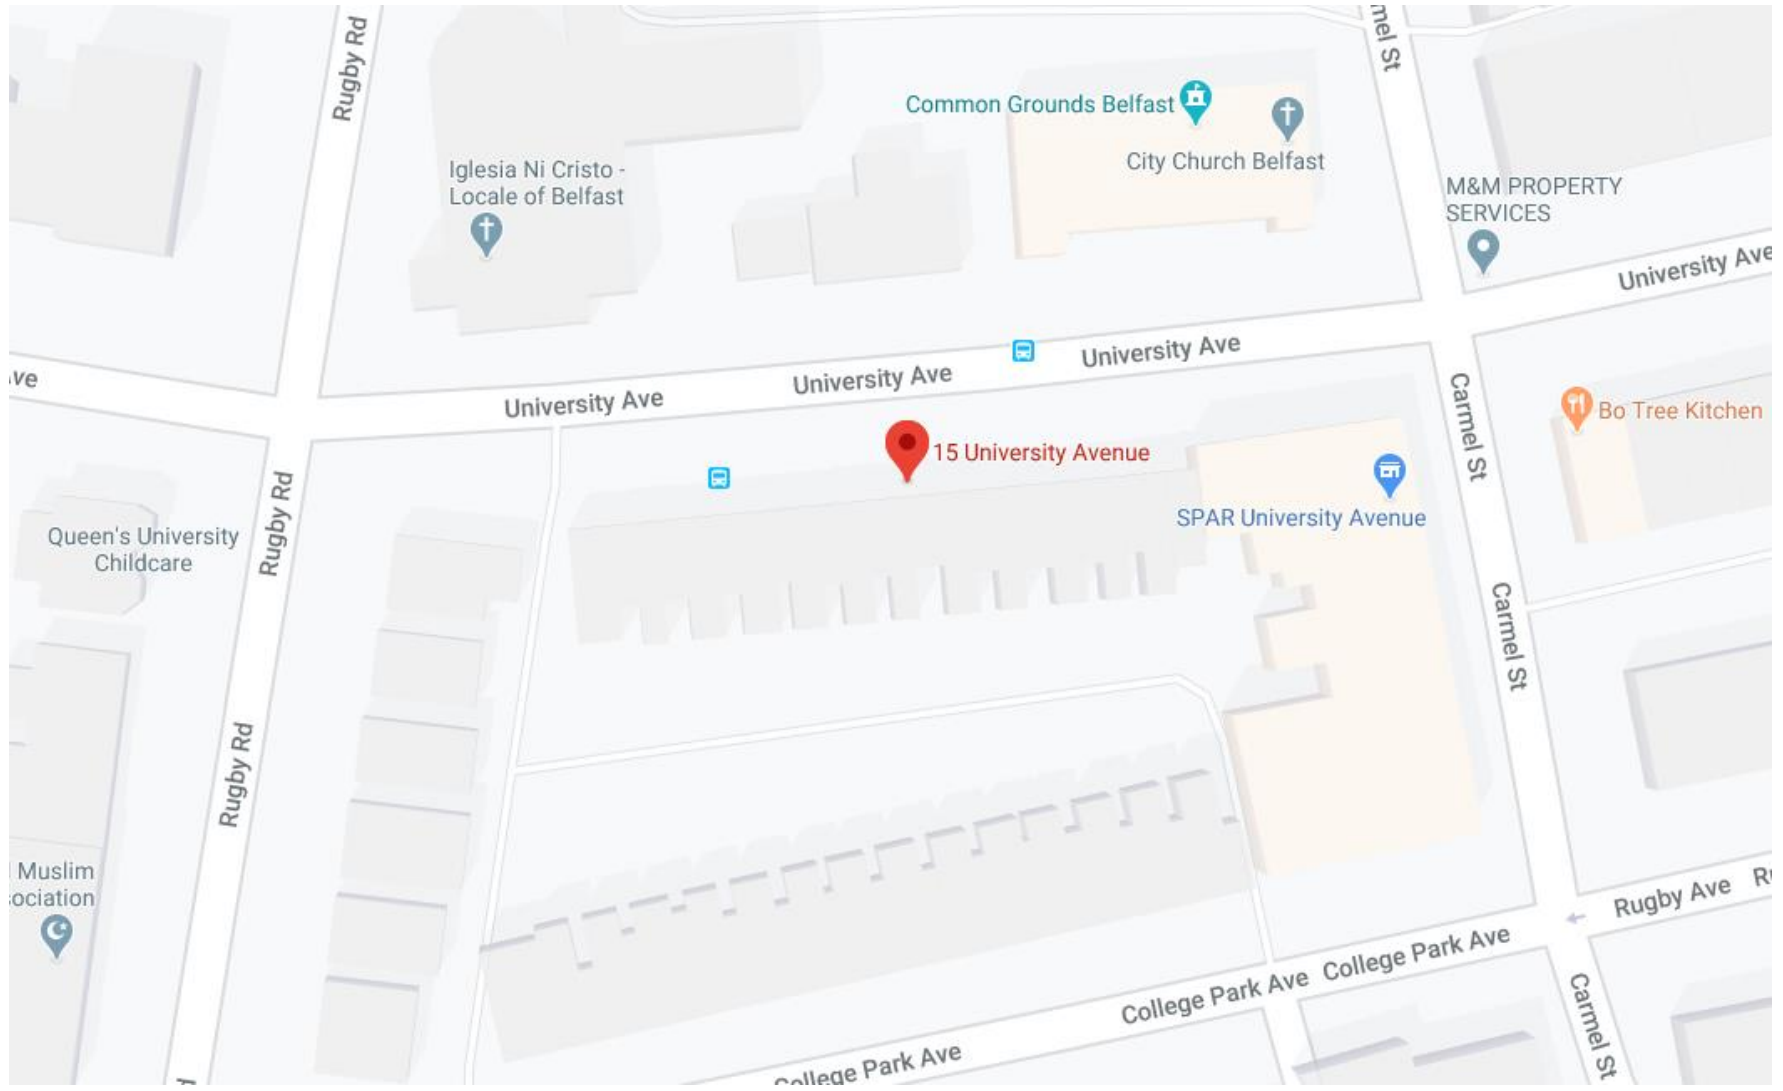 Rugby Rd
mel St
Common Grounds Belfast
City Church Belfast
Iglesia Ni Cristo -
Locale of Belfast
M&M PROPERTY
SERVICES
University Ave
University Ave
University Ave
University Ave
ve
Carmel St
Bo Tree Kitchen
15 University Avenue
SPAR University Avenue
Rugby Rd
Queen's University
Childcare
Carmel St
Rugby Rd
Muslim
ociation
Rugby Ave
R
College Park Ave
College Park Ave
College Park Ave
Carmel St